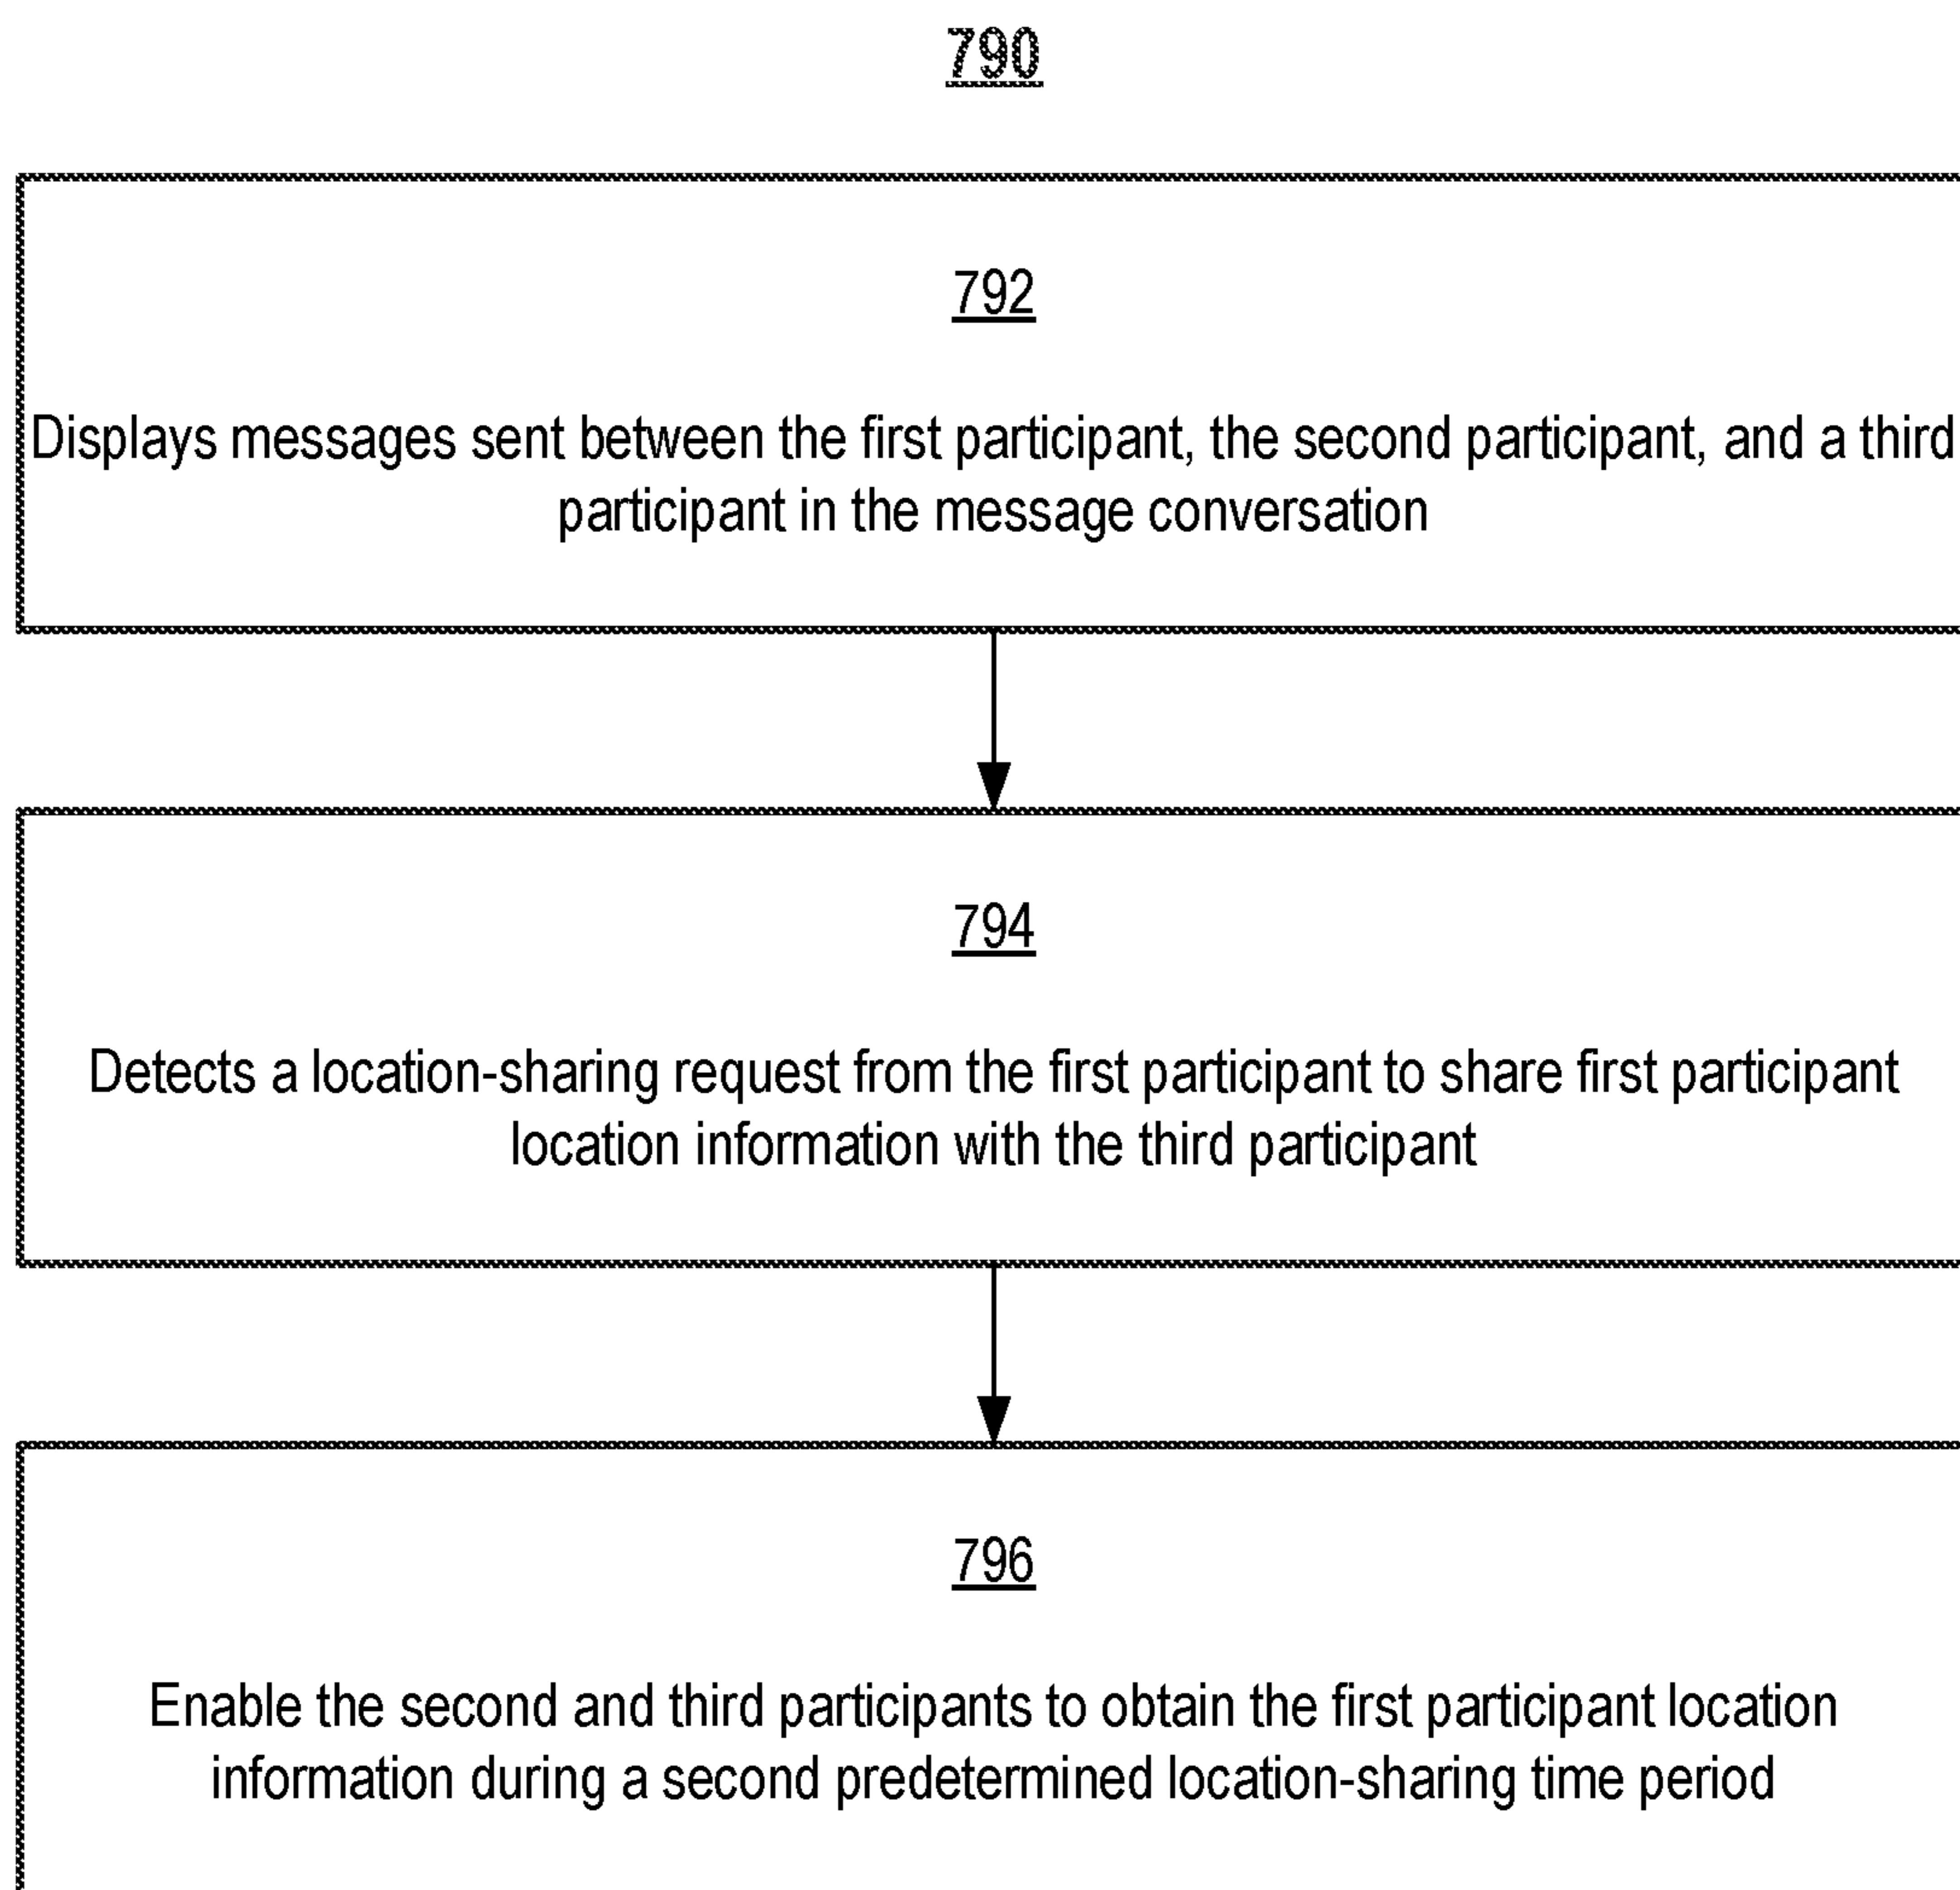 790
792
Displays messages sent between the first participant, the second participant, and a third
participant in the message conversation
794
Detects a location-sharing request from the first participant to share first participant
location information with the third participant
796
Enable the second and third participants to obtain the first participant location
information during a second predetermined location-sharing time period